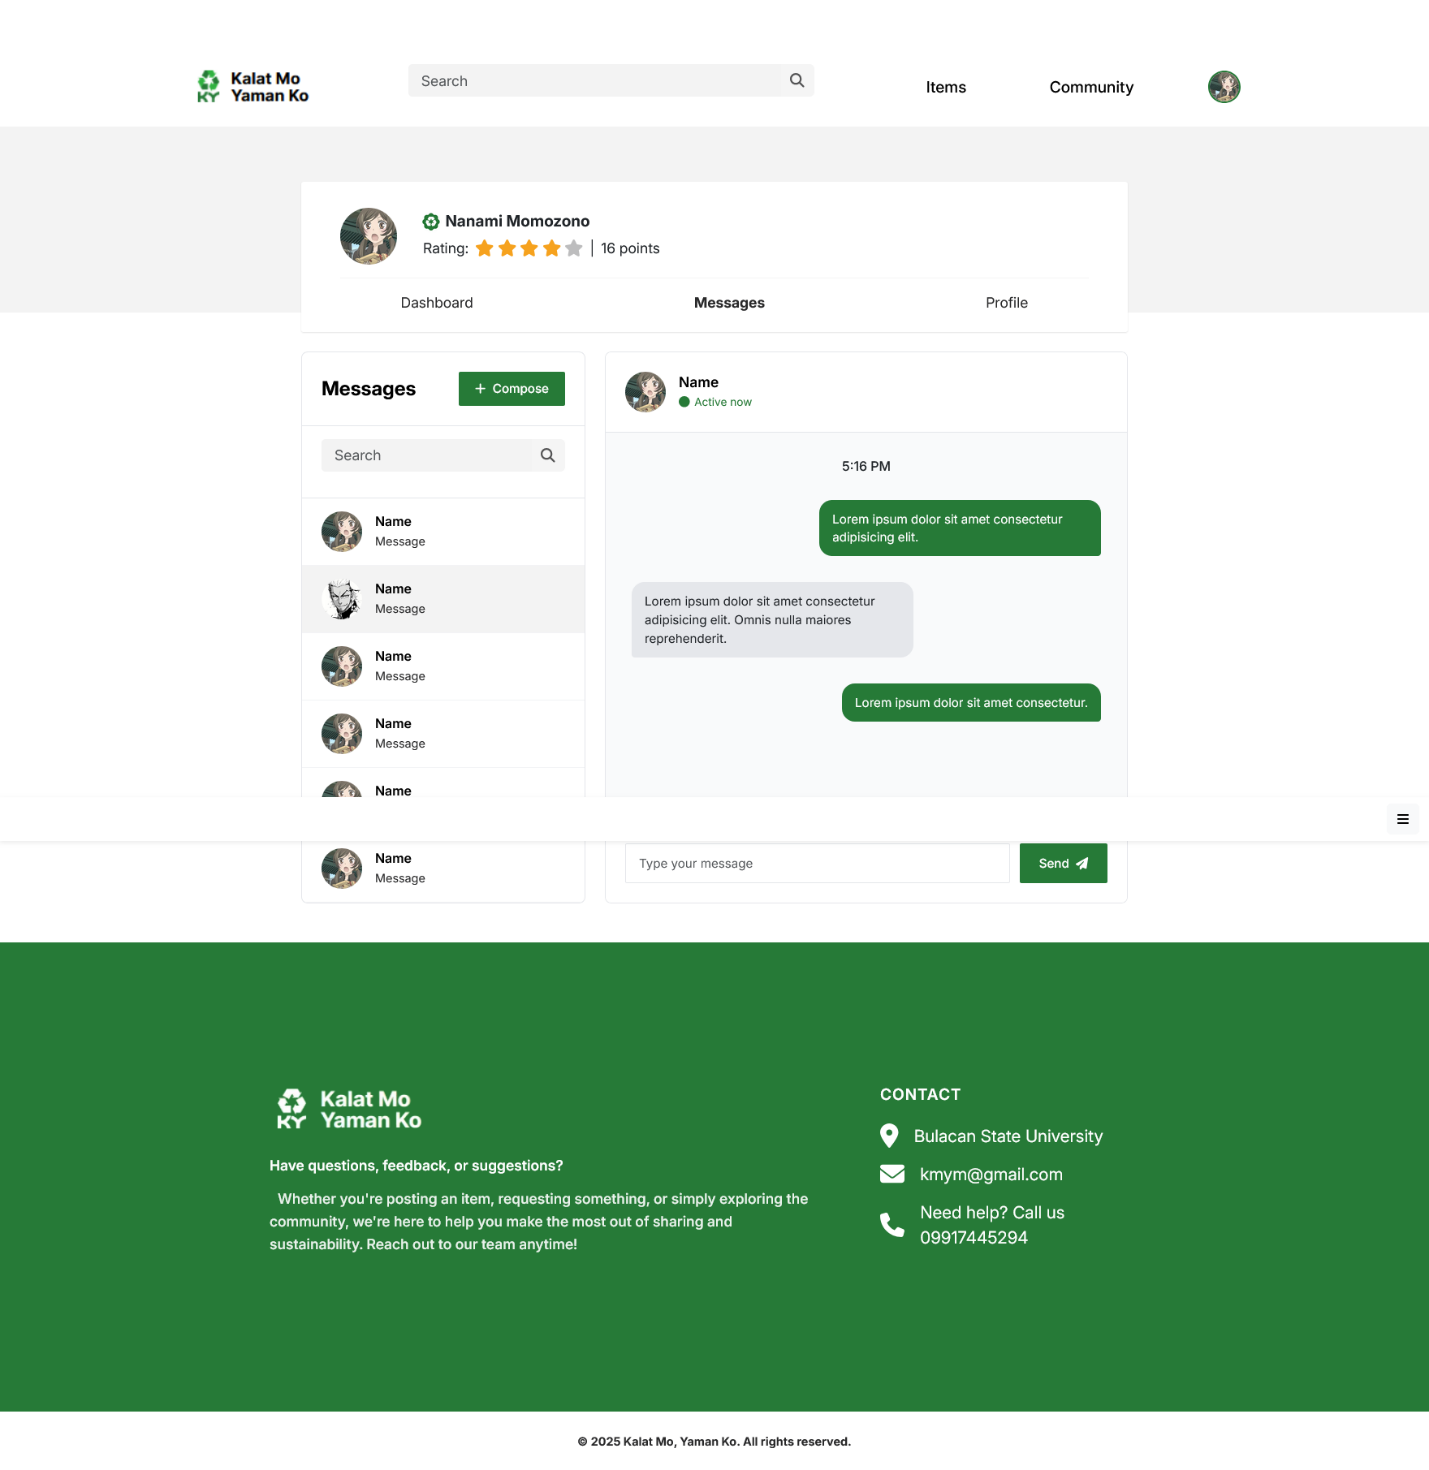 Kalat Mo
Yaman Ko
KY
Search
Items
Community
Nanami Momozono
Rating: | 16 points
Dashboard
Messages
Profile
Messages
+ Compose
Search
Name
Message
Name
Message
Name
Message
Name
Message
Name
Name
Message
Name
Active now
5:16 PM
Lorem ipsum dolor sit amet consectetur
adipisicing elit.
Lorem ipsum dolor sit amet consectetur
adipisicing elit. Omnis nulla maiores
reprehenderit.
Lorem ipsum dolor sit amet consectetur.
Type your message
Send
Kalat Mo
Yaman Ko
KY
Have questions, feedback, or suggestions?
Whether you're posting an item, requesting something, or simply exploring the
community, we're here to help you make the most out of sharing and
sustainability. Reach out to our team anytime!
CONTACT
Bulacan State University
kmym@gmail.com
Need help? Call us
09917445294
© 2025 Kalat Mo, Yaman Ko. All rights reserved.